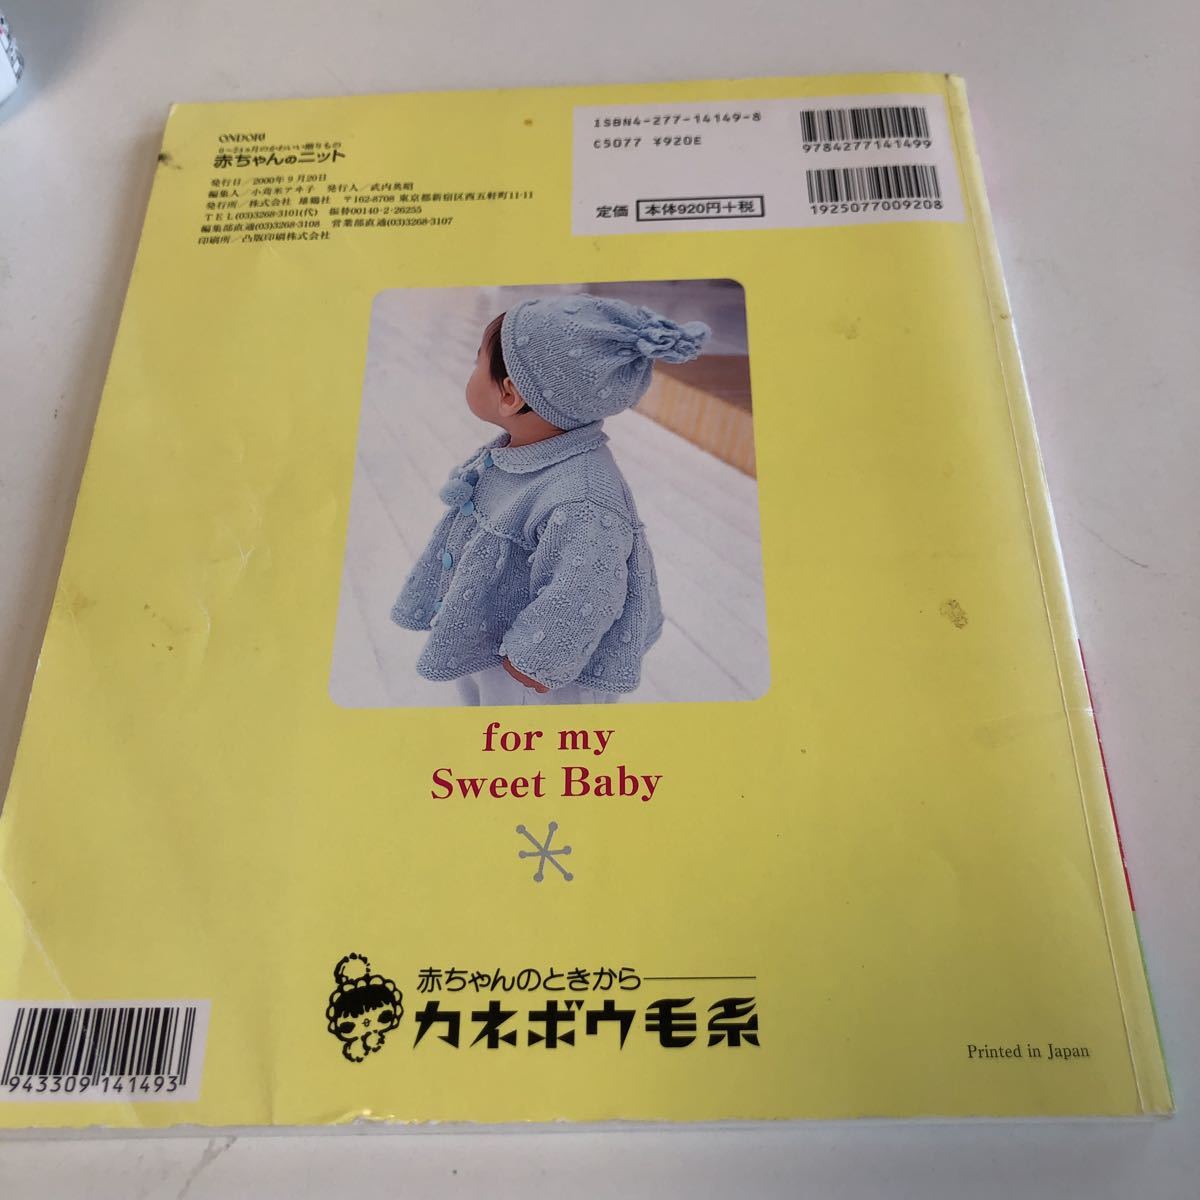 ONDORI
0〜24ヵ月のかわいい贈りもの
赤ちゃんのニット
発行日／2000年9月20日
編集人／小苅米アヰ子　発行人／武内英昭
発行所／株式会社 雄鶏社　〒162-8708 東京都新宿区西五軒町11-11
TEL(03)3268-3101(代)　振替00140-2-26255
編集部直通(03)3268-3108　営業部直通(03)3268-3107
印刷所／凸版印刷株式会社
ISBN4-277-14149-8
C5077 ¥920E
定価 本体920円+税
9784277141499
1925077009208
for my
Sweet Baby
赤ちゃんのときから
カネボウ毛糸
943309 141493
Printed in Japan